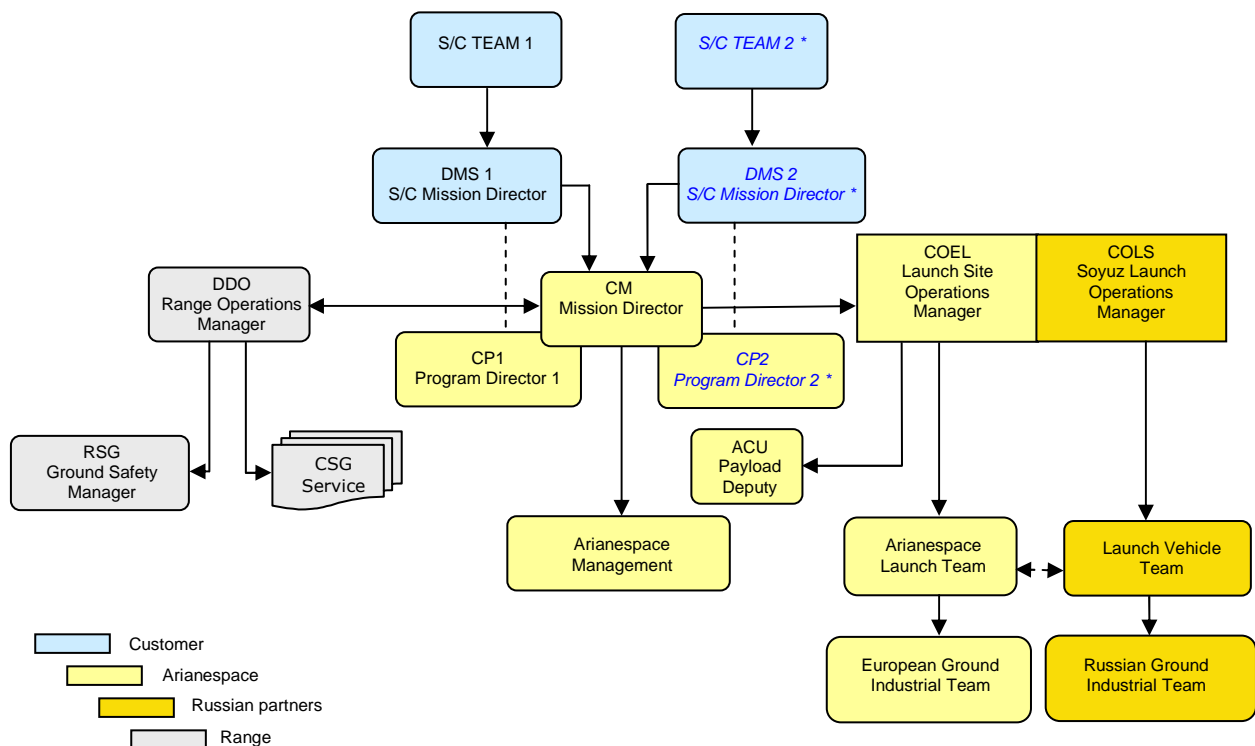 S/C TEAM 1
S/C TEAM 2 *
DMS 1
S/C Mission Director
DMS 2
S/C Mission Director *
DDO
Range Operations
Manager
CM
Mission Director
COEL
Launch Site
Operations
Manager
COLS
Soyuz Launch
Operations
Manager
CP1
Program Director 1
CP2
Program Director 2 *
RSG
Ground Safety
Manager
CSG
Service
ACU
Payload
Deputy
Arianespace
Management
Arianespace
Launch Team
Launch Vehicle
Team
European Ground
Industrial Team
Russian Ground
Industrial Team
Customer
Arianespace
Russian partners
Range